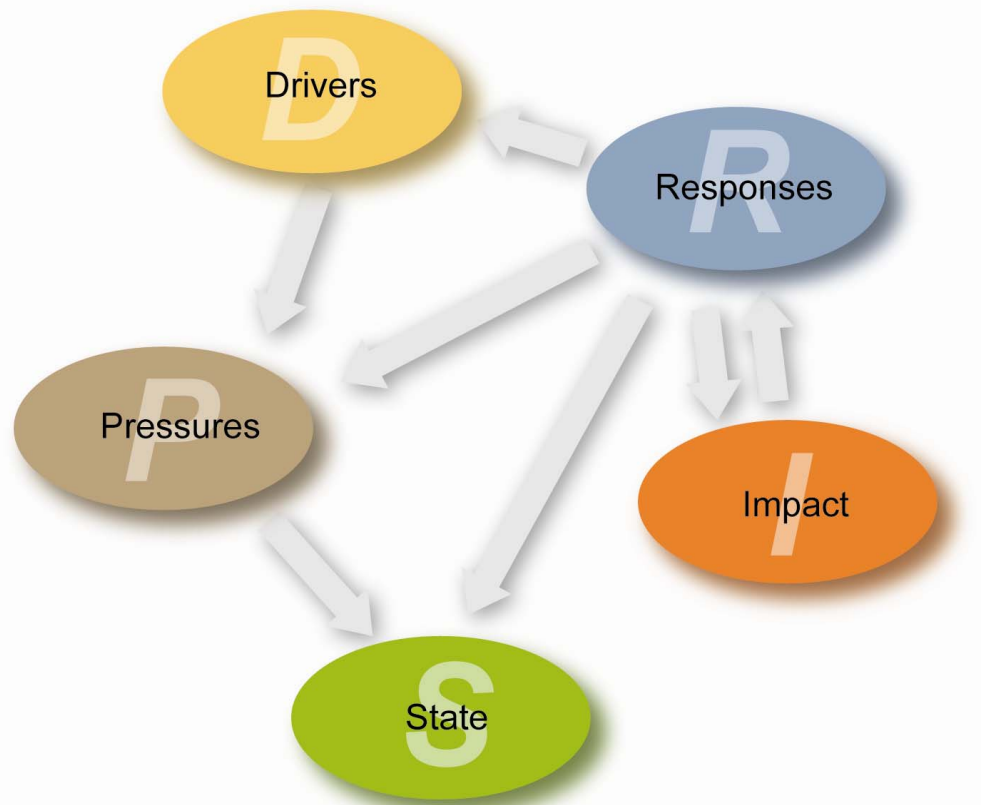 D
Drivers
R
Responses
P
Pressures
I
Impact
S
State